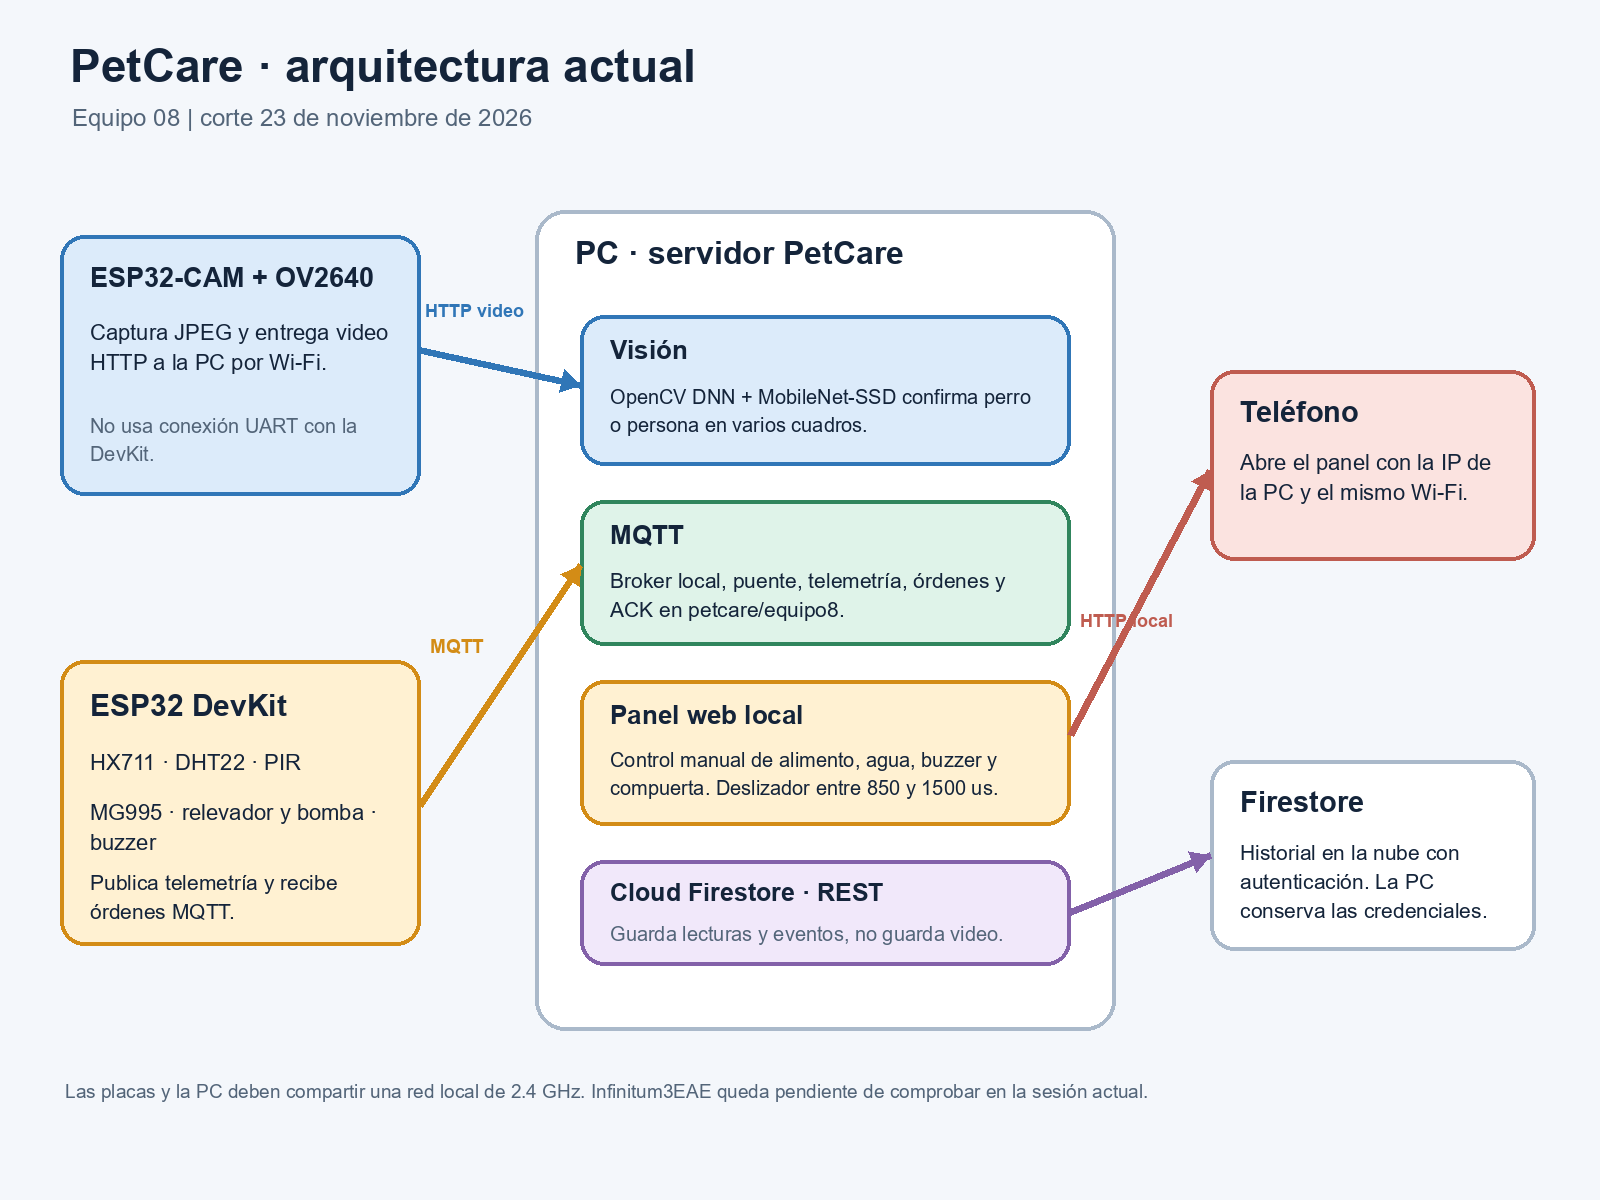 PetCare · arquitectura actual
Equipo 08 | corte 23 de noviembre de 2026
ESP32-CAM + OV2640
Captura JPEG y entrega video
HTTP a la PC por Wi-Fi.
No usa conexión UART con la
DevKit.
HTTP video
ESP32 DevKit
HX711 · DHT22 · PIR
MG995 · relevador y bomba ·
buzzer
Publica telemetría y recibe
órdenes MQTT.
MQTT
PC · servidor PetCare
Visión
OpenCV DNN + MobileNet-SSD confirma perro
o persona en varios cuadros.
MQTT
Broker local, puente, telemetría, órdenes y
ACK en petcare/equipo8.
Panel web local
Control manual de alimento, agua, buzzer y
compuerta. Deslizador entre 850 y 1500 us.
Cloud Firestore · REST
Guarda lecturas y eventos, no guarda video.
HTTP local
Teléfono
Abre el panel con la IP de
la PC y el mismo Wi-Fi.
Firestore
Historial en la nube con
autenticación. La PC
conserva las credenciales.
Las placas y la PC deben compartir una red local de 2.4 GHz. Infinitum3EAE queda pendiente de comprobar en la sesión actual.